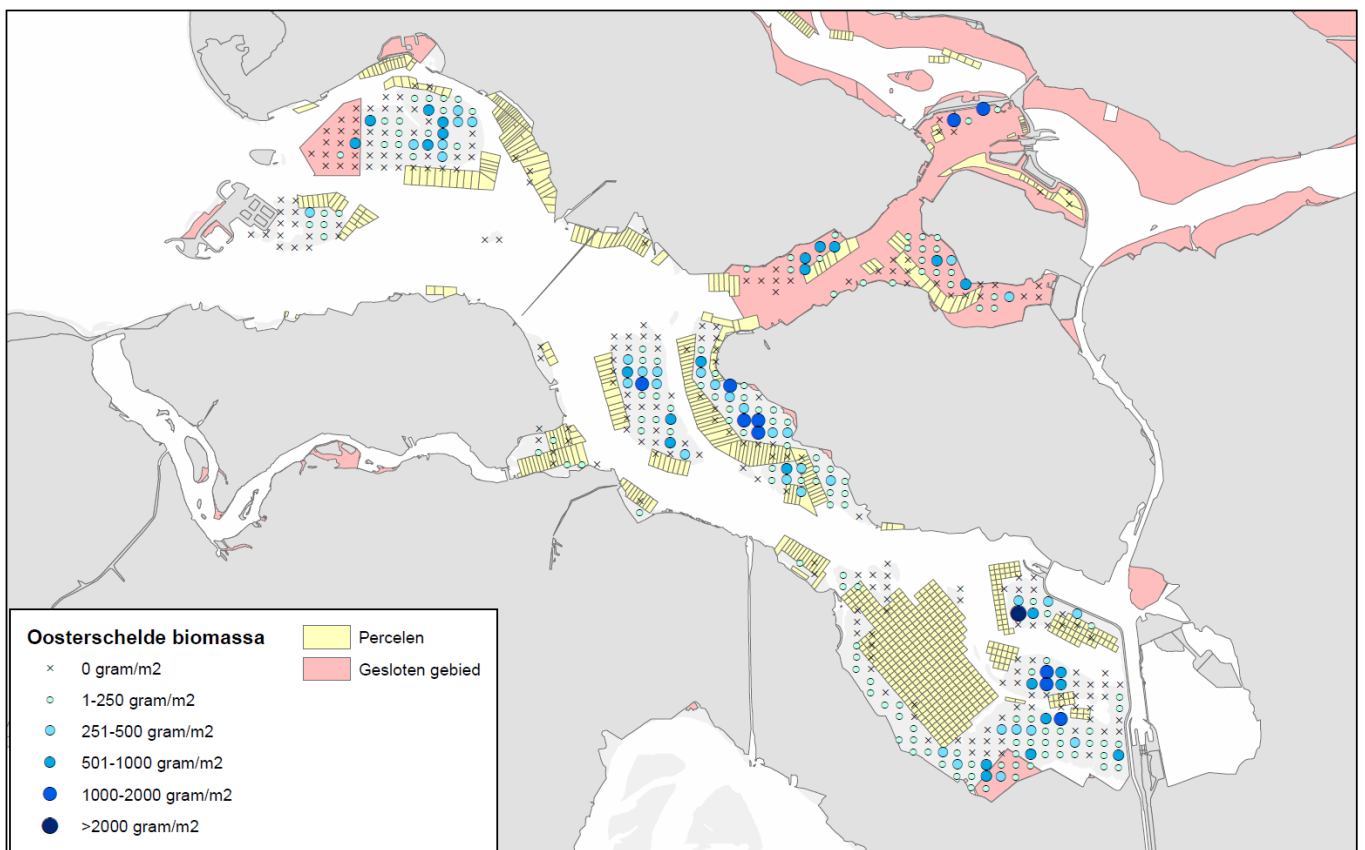 Oosterschelde biomassa
0 gram/m2
1-250 gram/m2
251-500 gram/m2
501-1000 gram/m2
1000-2000 gram/m2
>2000 gram/m2
Percelen
Gesloten gebied